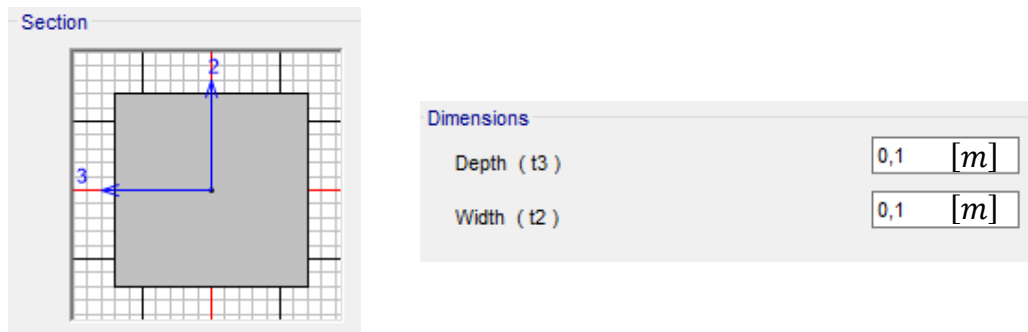 Section
2
3
Dimensions
Depth ( t3 )
0,1 [m]
Width ( t2 )
0,1 [m]